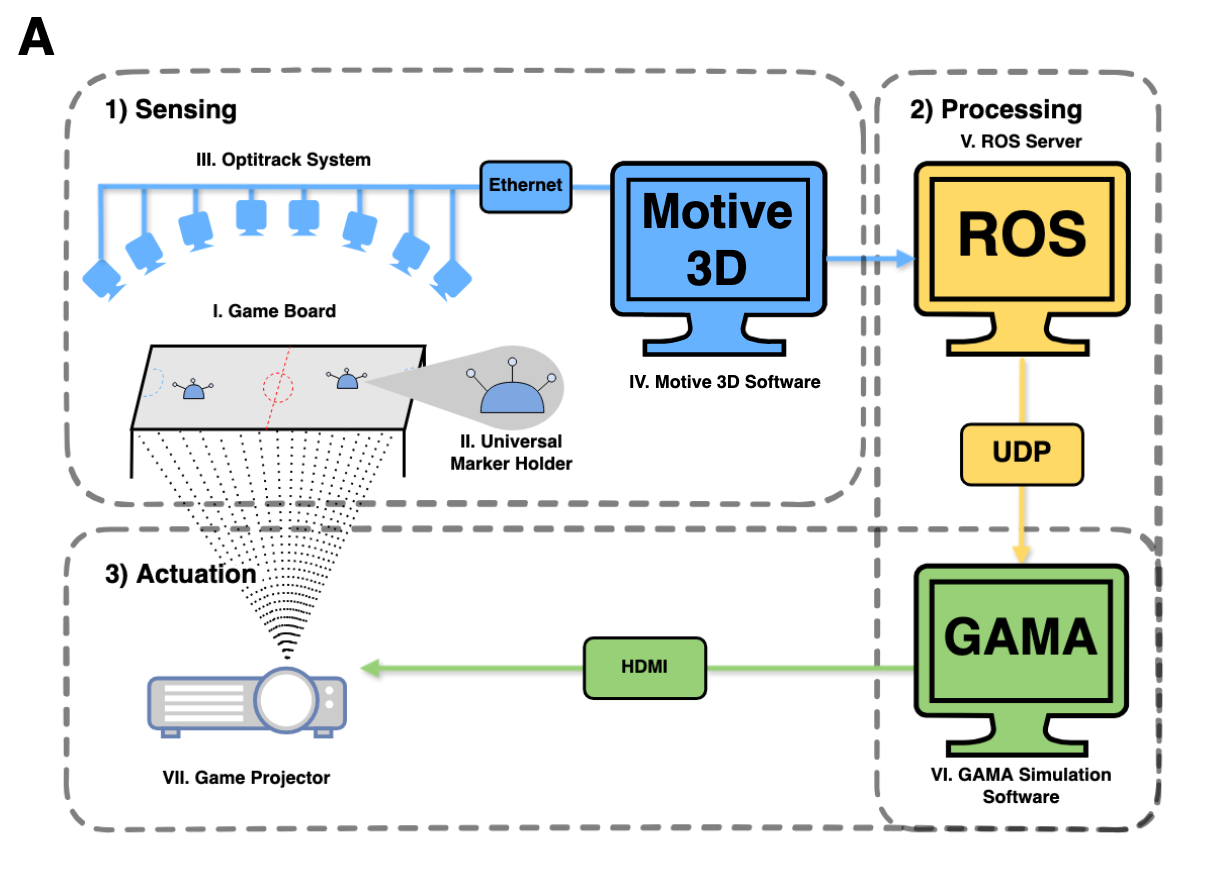 A
1) Sensing
2) Processing
V. ROS Server
III. Optitrack System
Ethernet
Motive
3D
ROS
I. Game Board
IV. Motive 3D Software
II. Universal
Marker Holder
UDP
3) Actuation
GAMA
HDMI
VII. Game Projector
VI. GAMA Simulation
Software